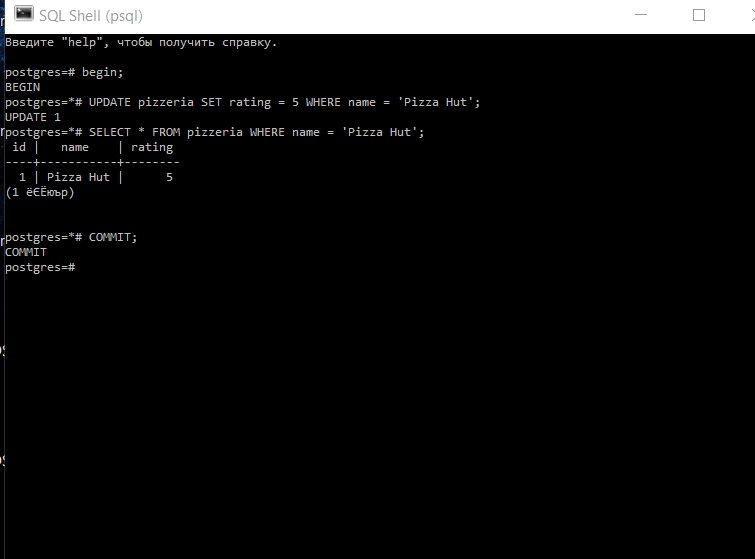 SQL Shell (psql)
Введите "help", чтобы получить справку.
postgres=# begin;
BEGIN
postgres=*# UPDATE pizzeria SET rating = 5 WHERE name = 'Pizza Hut';
UPDATE 1
postgres=*# SELECT * FROM pizzeria WHERE name = 'Pizza Hut';
 id |   name    | rating
----+-----------+--------
  1 | Pizza Hut |      5
(1 ёЄЁюър)
postgres=*# COMMIT;
COMMIT
postgres=#